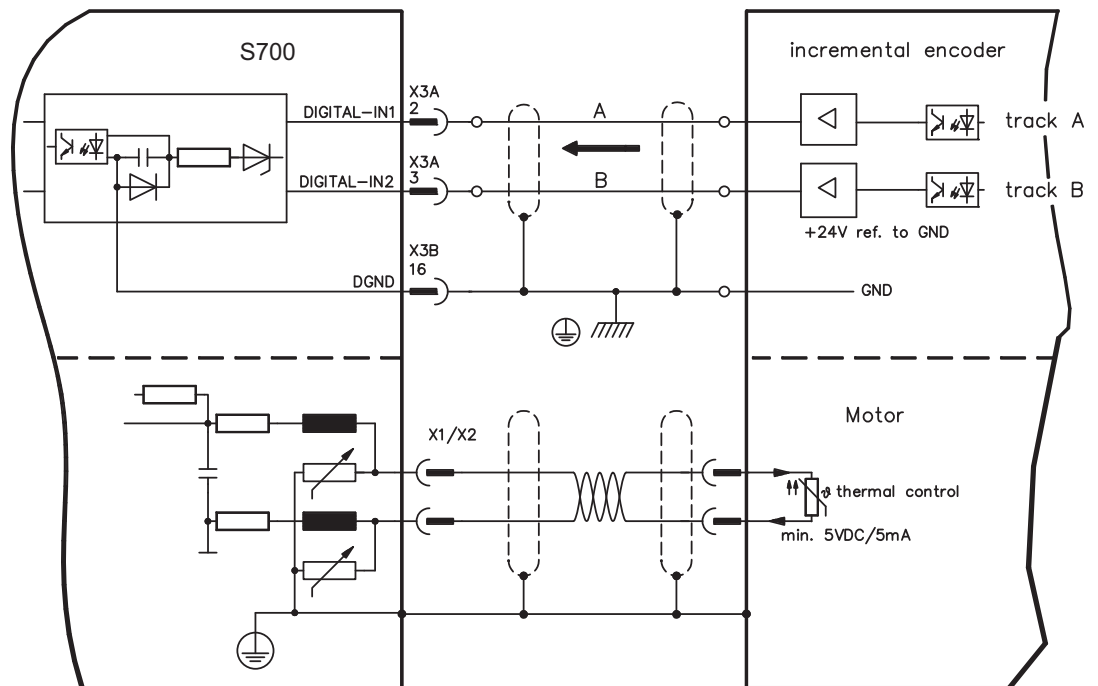 S700
incremental encoder
X3A
2
DIGITAL-IN1
A
track A
X3A
3
DIGITAL-IN2
B
track B
+24V ref. to GND
X3B
16
DGND
GND
Motor
X1/X2
ϑ thermal control
min. 5VDC/5mA